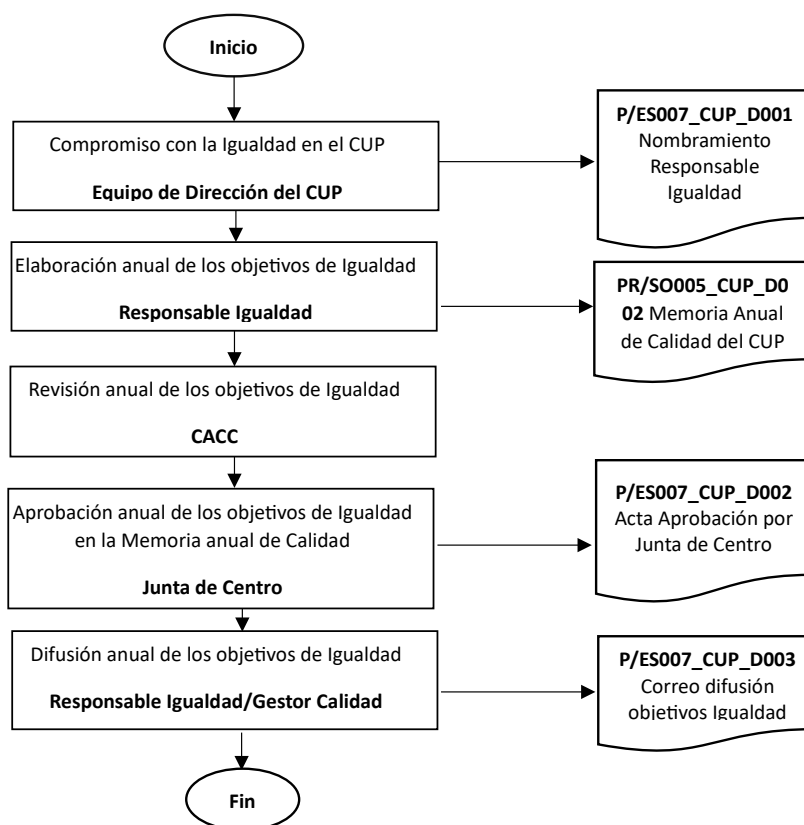 Inicio
Compromiso con la Igualdad en el CUP
Equipo de Dirección del CUP
P/ES007_CUP_D001
Nombramiento
Responsable
Igualdad
Elaboración anual de los objetivos de Igualdad
Responsable Igualdad
PR/SO005_CUP_D0
02 Memoria Anual
de Calidad del CUP
Revisión anual de los objetivos de Igualdad
CACC
Aprobación anual de los objetivos de Igualdad
en la Memoria anual de Calidad
Junta de Centro
P/ES007_CUP_D002
Acta Aprobación por
Junta de Centro
Difusión anual de los objetivos de Igualdad
Responsable Igualdad/Gestor Calidad
P/ES007_CUP_D003
Correo difusión
objetivos Igualdad
Fin